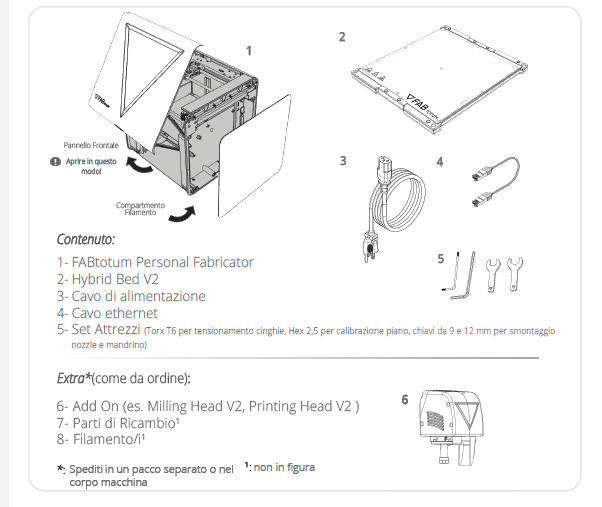 1
2
▽FABtotum
▽FABtotum
Pannello Frontale
! Aprire in questo
modo!
Compartimento
Filamento
3
4
5
Contenuto:
1- FABtotum Personal Fabricator
2- Hybrid Bed V2
3- Cavo di alimentazione
4- Cavo ethernet
5- Set Attrezzi (Torx T6 per tensionamento cinghie, Hex 2,5 per calibrazione piano, chiavi da 9 e 12 mm per smontaggio
nozzle e mandrino)
Extra*(come da ordine):
6
6- Add On (es. Milling Head V2, Printing Head V2 )
7- Parti di Ricambio¹
8- Filamento/i¹
*: Spediti in un pacco separato o nel
corpo macchina
¹: non in figura